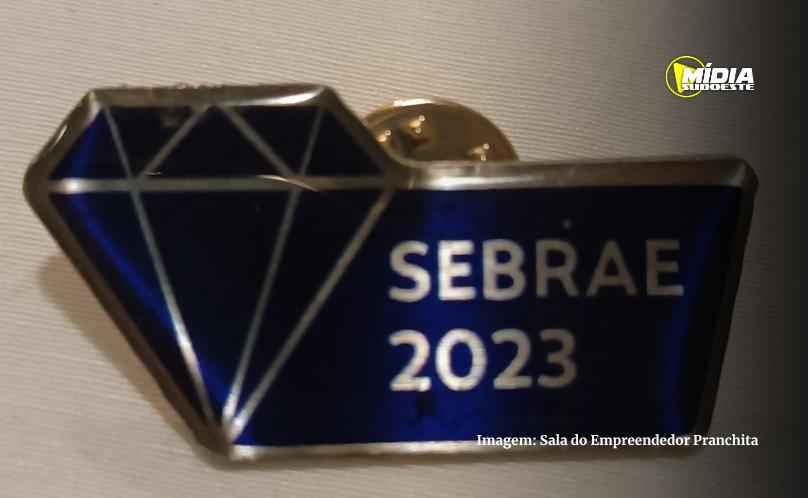 MÍDIA
SUDOESTE
SEBRAE
2023
Imagem: Sala do Empreendedor Pranchita